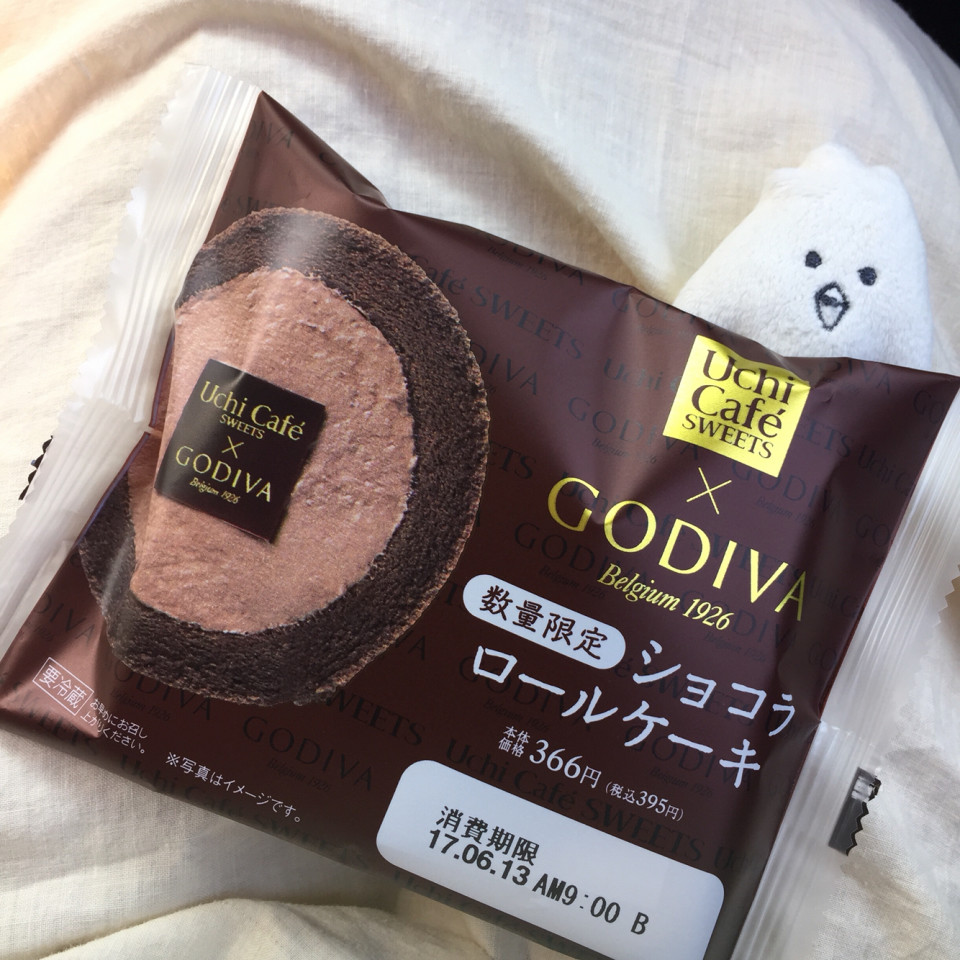 Uchi Café
SWEETS
×
GODIVA
Belgium 1926
Uchi
Café
SWEETS
×
GODIVA
Belgium 1926
数量限定
ショコラ
ロールケーキ
本体
価格 366円 (税込395円)
要冷蔵
お早めにお召し
上がりください。
※写真はイメージです。
消費期限
17.06.13 AM9:00 B